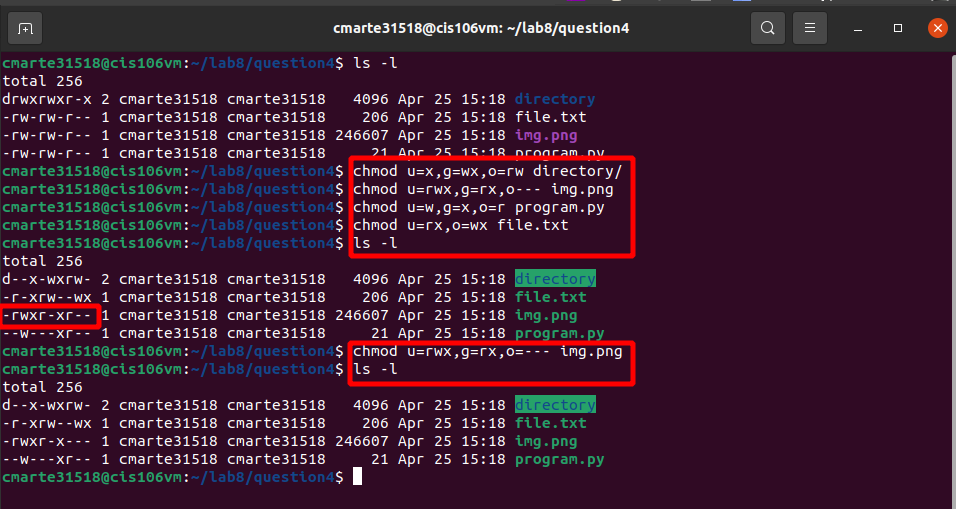 cmarte31518@cis106vm: ~/lab8/question4
cmarte31518@cis106vm:~/lab8/question4$ ls -l
total 256
drwxrwxr-x 2 cmarte31518 cmarte31518   4096 Apr 25 15:18 directory
-rw-rw-r-- 1 cmarte31518 cmarte31518    206 Apr 25 15:18 file.txt
-rw-rw-r-- 1 cmarte31518 cmarte31518 246607 Apr 25 15:18 img.png
-rw-rw-r-- 1 cmarte31518 cmarte31518     21 Apr 25 15:18 program.py
cmarte31518@cis106vm:~/lab8/question4$ chmod u=x,g=wx,o=rw directory/
cmarte31518@cis106vm:~/lab8/question4$ chmod u=rwx,g=rx,o--- img.png
cmarte31518@cis106vm:~/lab8/question4$ chmod u=w,g=x,o=r program.py
cmarte31518@cis106vm:~/lab8/question4$ chmod u=rx,o=wx file.txt
cmarte31518@cis106vm:~/lab8/question4$ ls -l
total 256
d--x-wxrw- 2 cmarte31518 cmarte31518   4096 Apr 25 15:18 directory
-r-xrw--wx 1 cmarte31518 cmarte31518    206 Apr 25 15:18 file.txt
-rwxr-xr-- 1 cmarte31518 cmarte31518 246607 Apr 25 15:18 img.png
--w---xr-- 1 cmarte31518 cmarte31518     21 Apr 25 15:18 program.py
cmarte31518@cis106vm:~/lab8/question4$ chmod u=rwx,g=rx,o=--- img.png
cmarte31518@cis106vm:~/lab8/question4$ ls -l
total 256
d--x-wxrw- 2 cmarte31518 cmarte31518   4096 Apr 25 15:18 directory
-r-xrw--wx 1 cmarte31518 cmarte31518    206 Apr 25 15:18 file.txt
-rwxr-x--- 1 cmarte31518 cmarte31518 246607 Apr 25 15:18 img.png
--w---xr-- 1 cmarte31518 cmarte31518     21 Apr 25 15:18 program.py
cmarte31518@cis106vm:~/lab8/question4$